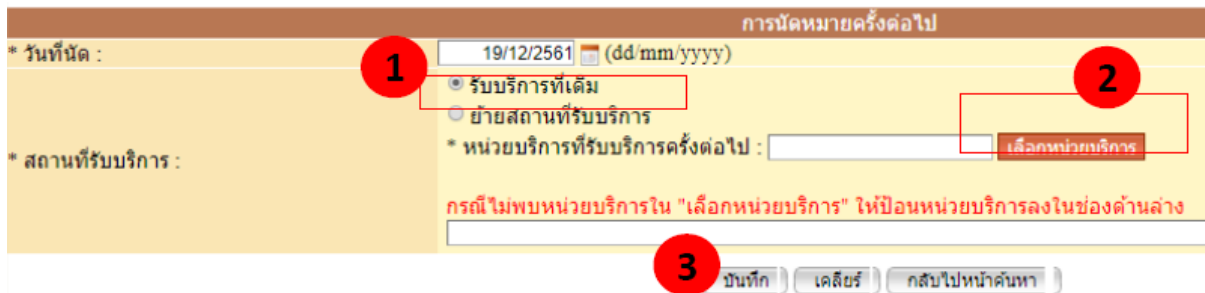 การนัดหมายครั้งต่อไป
* วันที่นัด : 19/12/2561 (dd/mm/yyyy)
1
รับบริการที่เดิม
2
ย้ายสถานที่รับบริการ
* สถานที่รับบริการ : * หน่วยบริการที่รับบริการครั้งต่อไป : เลือกหน่วยบริการ
กรณีไม่พบหน่วยบริการใน "เลือกหน่วยบริการ" ให้ป้อนหน่วยบริการลงในช่องด้านล่าง
3 บันทึก เคลียร์ กลับไปหน้าค้นหา